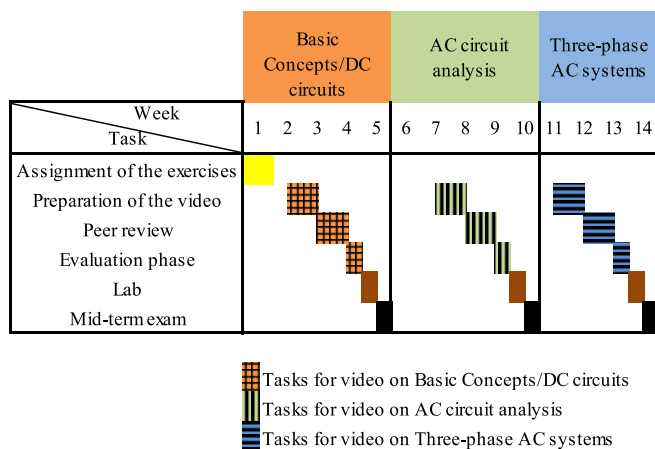 Basic
Concepts/DC
circuits
AC circuit
analysis
Three-phase
AC systems
Week
Task
1 2 3 4 5 6 7 8 9 10 11 12 13 14
Assignment of the exercises
Preparation of the video
Peer review
Evaluation phase
Lab
Mid-term exam
Tasks for video on Basic Concepts/DC circuits
Tasks for video on AC circuit analysis
Tasks for video on Three-phase AC systems